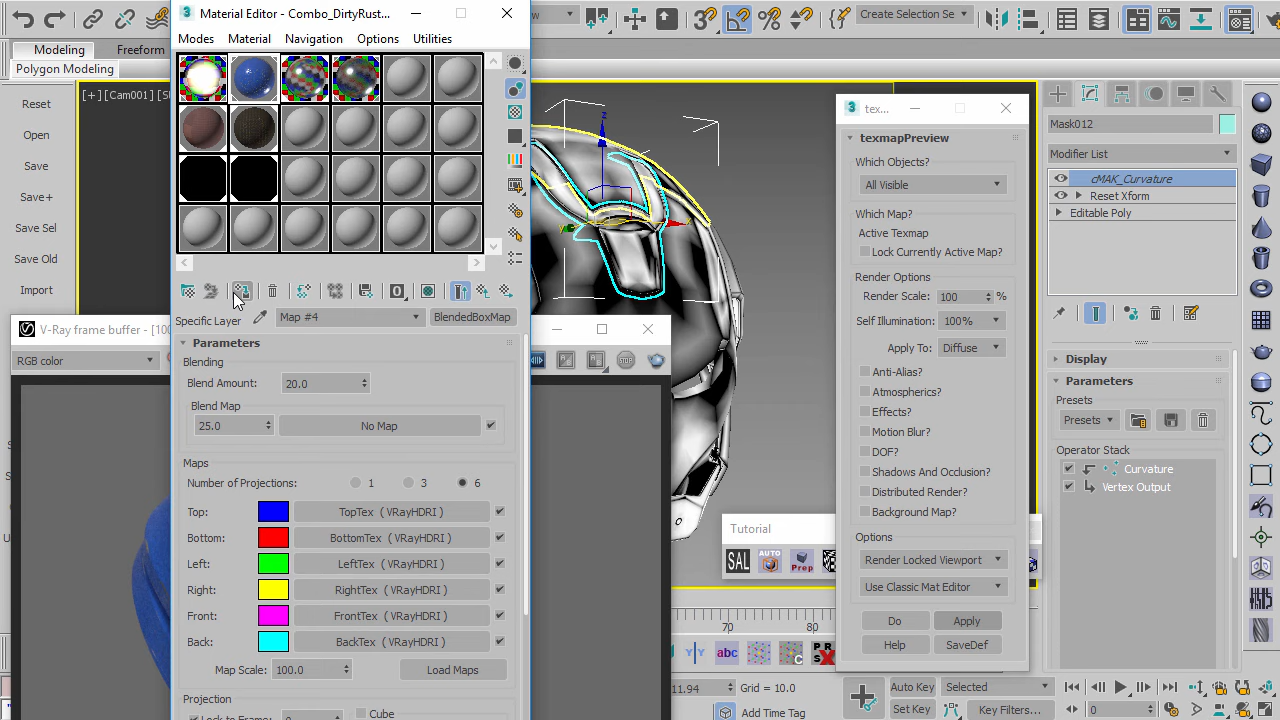 Material Editor - Combo_DirtyRust...
Modes Material Navigation Options Utilities
Create Selection Se
Modeling Freeform
Polygon Modeling
[+] [Cam001]
Reset
Open
Save
Save+
Save Sel
Save Old
Import
Specific Layer Map #4 BlendedBoxMap
V-Ray frame buffer - [100
RGB color
Parameters
Blending
Blend Amount: 20.0
Blend Map
25.0 No Map
Maps
Number of Projections: 1 3 6
Top: TopTex ( VRayHDRI )
Bottom: BottomTex ( VRayHDRI )
Left: LeftTex ( VRayHDRI )
Right: RightTex ( VRayHDRI )
Front: FrontTex ( VRayHDRI )
Back: BackTex ( VRayHDRI )
Map Scale: 100.0 Load Maps
Projection
Lock to Frame: 0 Cube
z
y
Tutorial
SAL AUTO Prep
70 80
abc
11.94 Grid = 10.0
Add Time Tag
tex...
texmapPreview
Which Objects?
All Visible
Which Map?
Active Texmap
Lock Currently Active Map?
Render Options
Render Scale: 100 %
Self Illumination: 100%
Apply To: Diffuse
Anti-Alias?
Atmospherics?
Effects?
Motion Blur?
DOF?
Shadows And Occlusion?
Distributed Render?
Background Map?
Options
Render Locked Viewport
Use Classic Mat Editor
Do Apply
Help SaveDef
Mask012
Modifier List
cMAK_Curvature
Reset Xform
Editable Poly
Display
Parameters
Presets
Presets
Operator Stack
Curvature
Vertex Output
Auto Key Selected
Set Key Key Filters...
0